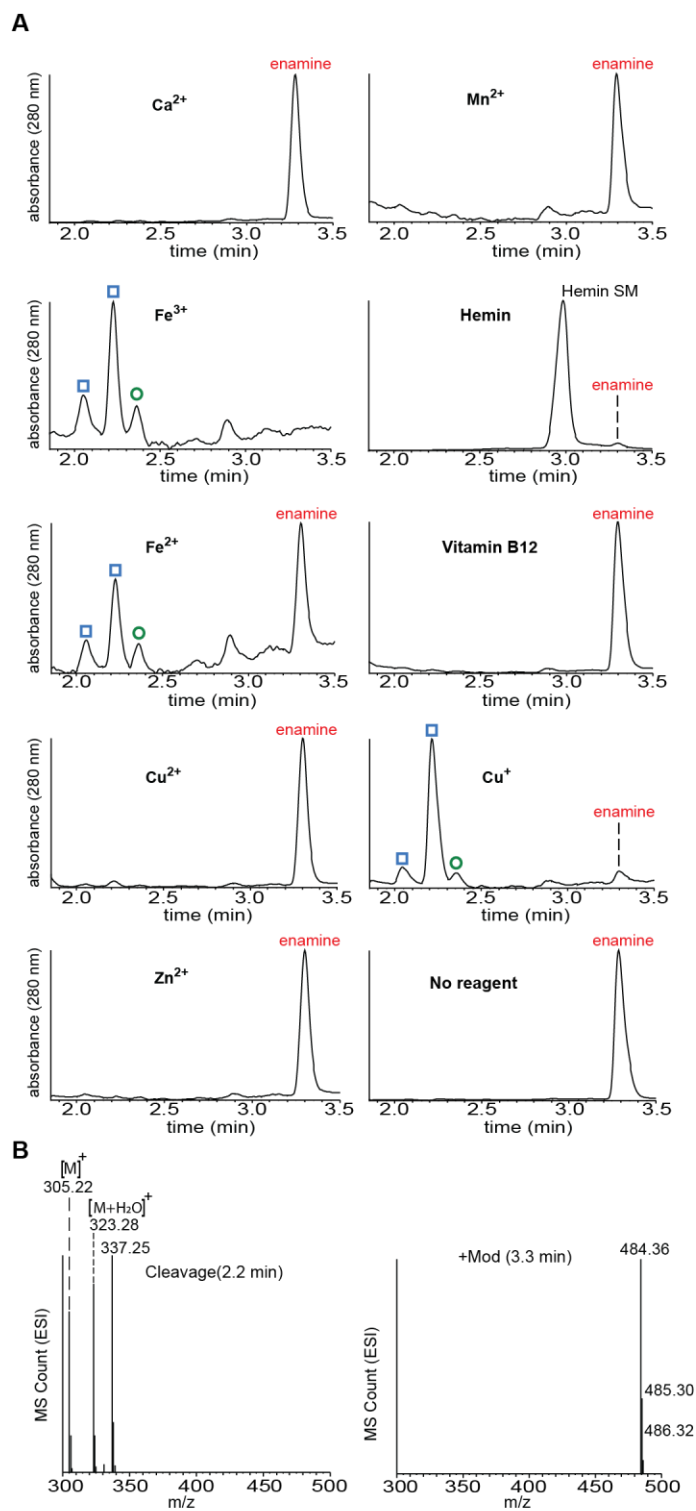 A
enamine
Ca²⁺
absorbance (280 nm)
2.0 2.5 3.0 3.5
time (min)
enamine
Mn²⁺
2.0 2.5 3.0 3.5
time (min)
Fe³⁺
absorbance (280 nm)
2.0 2.5 3.0 3.5
time (min)
Hemin SM
Hemin
enamine
2.0 2.5 3.0 3.5
time (min)
enamine
Fe²⁺
absorbance (280 nm)
2.0 2.5 3.0 3.5
time (min)
enamine
Vitamin B12
2.0 2.5 3.0 3.5
time (min)
enamine
Cu²⁺
absorbance (280 nm)
2.0 2.5 3.0 3.5
time (min)
Cu⁺
enamine
2.0 2.5 3.0 3.5
time (min)
enamine
Zn²⁺
absorbance (280 nm)
2.0 2.5 3.0 3.5
time (min)
enamine
No reagent
2.0 2.5 3.0 3.5
time (min)
B
[M]⁺
305.22
[M+H₂O]⁺
323.28
337.25
Cleavage(2.2 min)
MS Count (ESI)
300 350 400 450 500
m/z
+Mod (3.3 min)
484.36
485.30
486.32
MS Count (ESI)
300 350 400 450 500
m/z